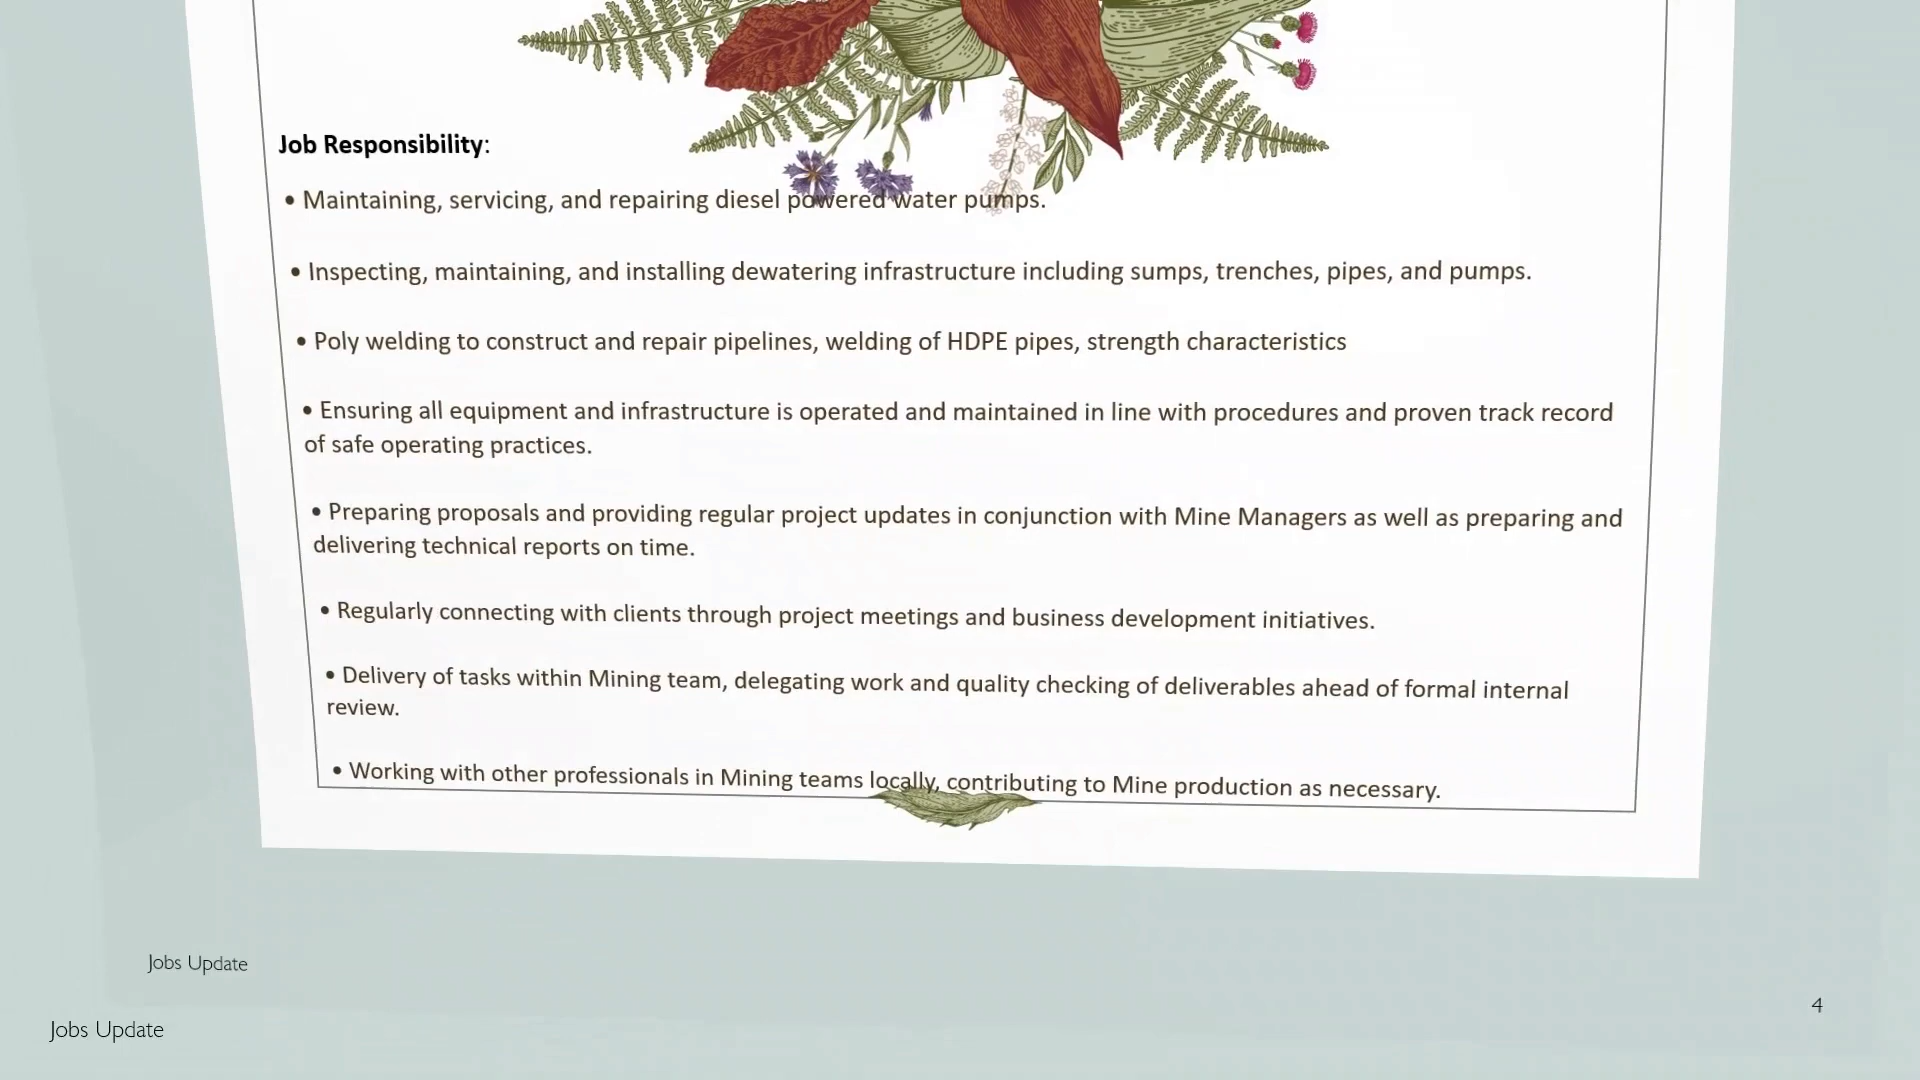 Job Responsibility:
• Maintaining, servicing, and repairing diesel powered water pumps.
• Inspecting, maintaining, and installing dewatering infrastructure including sumps, trenches, pipes, and pumps.
• Poly welding to construct and repair pipelines, welding of HDPE pipes, strength characteristics
• Ensuring all equipment and infrastructure is operated and maintained in line with procedures and proven track record
of safe operating practices.
• Preparing proposals and providing regular project updates in conjunction with Mine Managers as well as preparing and
delivering technical reports on time.
• Regularly connecting with clients through project meetings and business development initiatives.
• Delivery of tasks within Mining team, delegating work and quality checking of deliverables ahead of formal internal
review.
• Working with other professionals in Mining teams locally, contributing to Mine production as necessary.
Jobs Update
4
Jobs Update